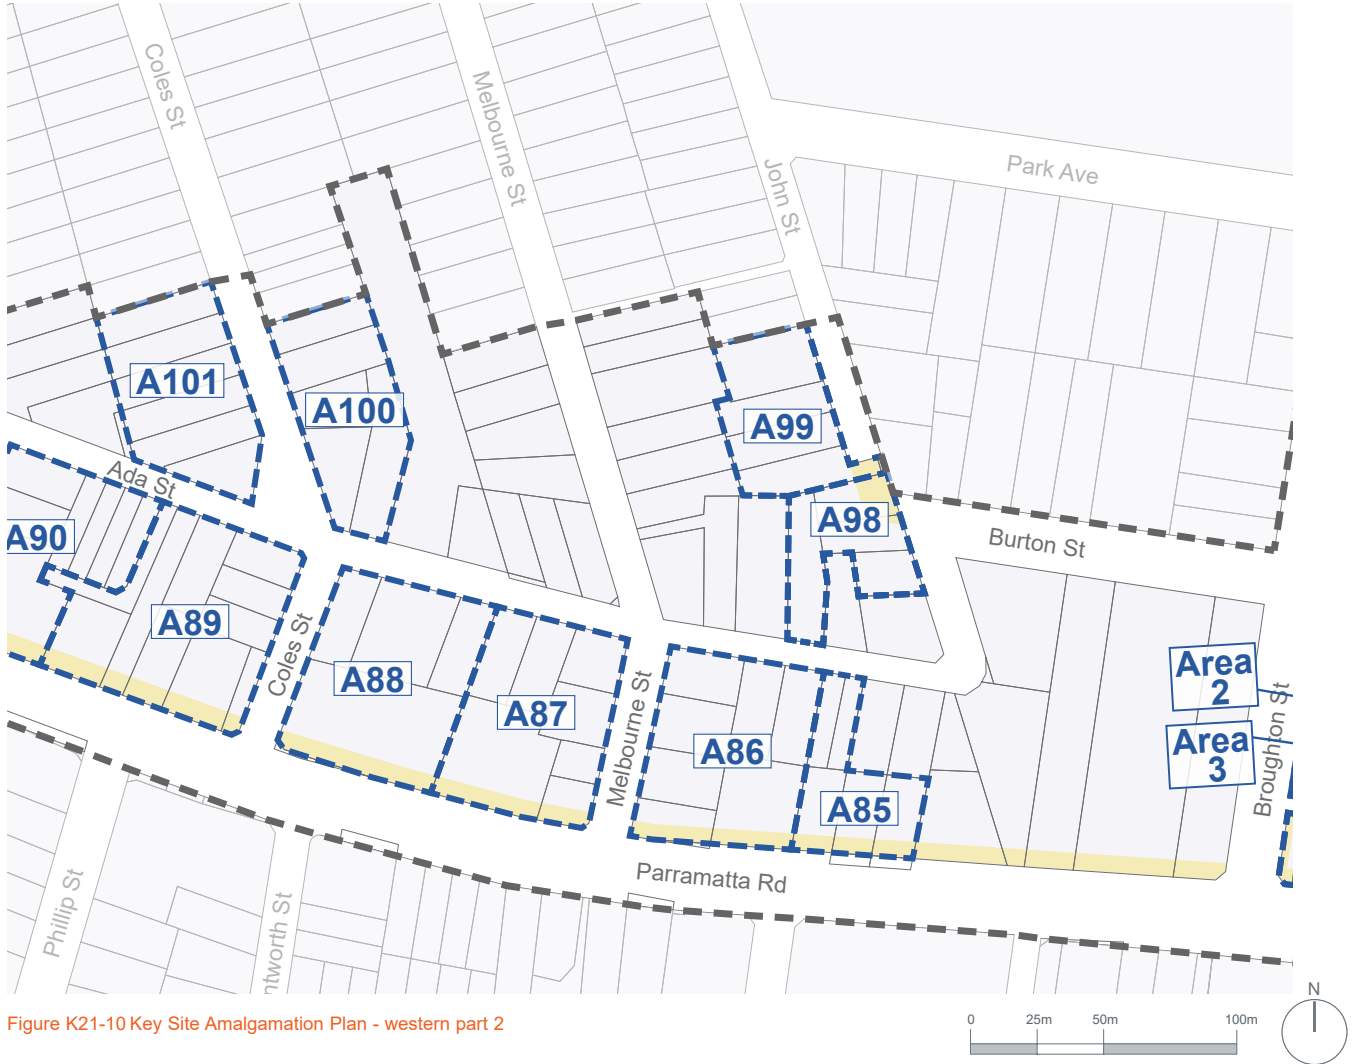 Coles St
Melbourne St
John St
Park Ave
A101
A100
A99
Ada St
A90
A98
Burton St
A89
Coles St
A88
A87
Melbourne St
A86
A85
Area
2
Area
3
Broughton St
Parramatta Rd
Phillip St
ntworth St
Figure K21-10 Key Site Amalgamation Plan - western part 2
0 25m 50m 100m
N